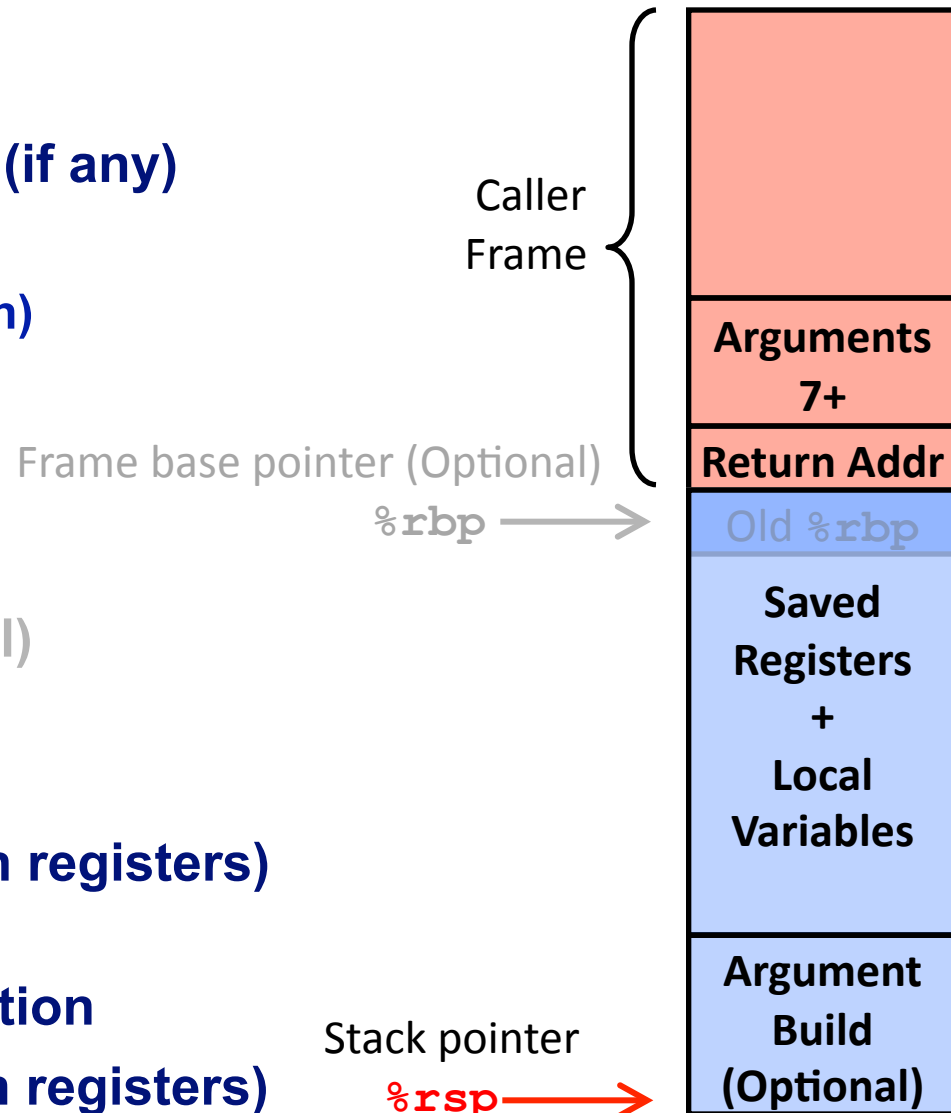 (if any)
n)
l)
n registers)
tion
n registers)
Caller
Frame
Frame base pointer (Optional)
%rbp
Stack pointer
%rsp
Arguments
7+
Return Addr
Old %rbp
Saved
Registers
+
Local
Variables
Argument
Build
(Optional)